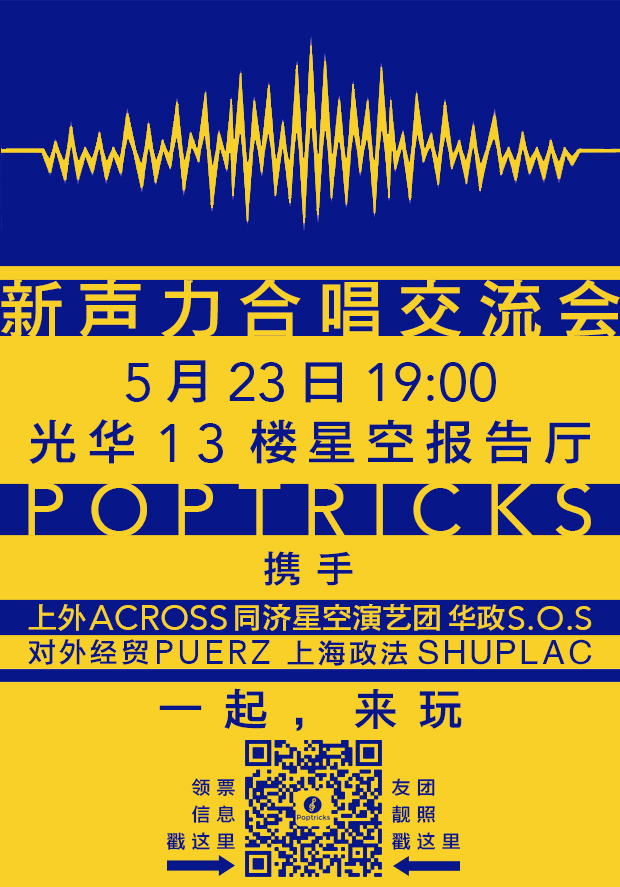 新声力合唱交流会
5月23日 19:00
光华 13 楼星空报告厅
POPTRICKS
携手
上外ACROSS 同济星空演艺团 华政S.O.S
对外经贸PUERZ 上海政法 SHUPLAC
一起，来玩
领票
信息
戳这里
Poptricks
友团
靓照
戳这里